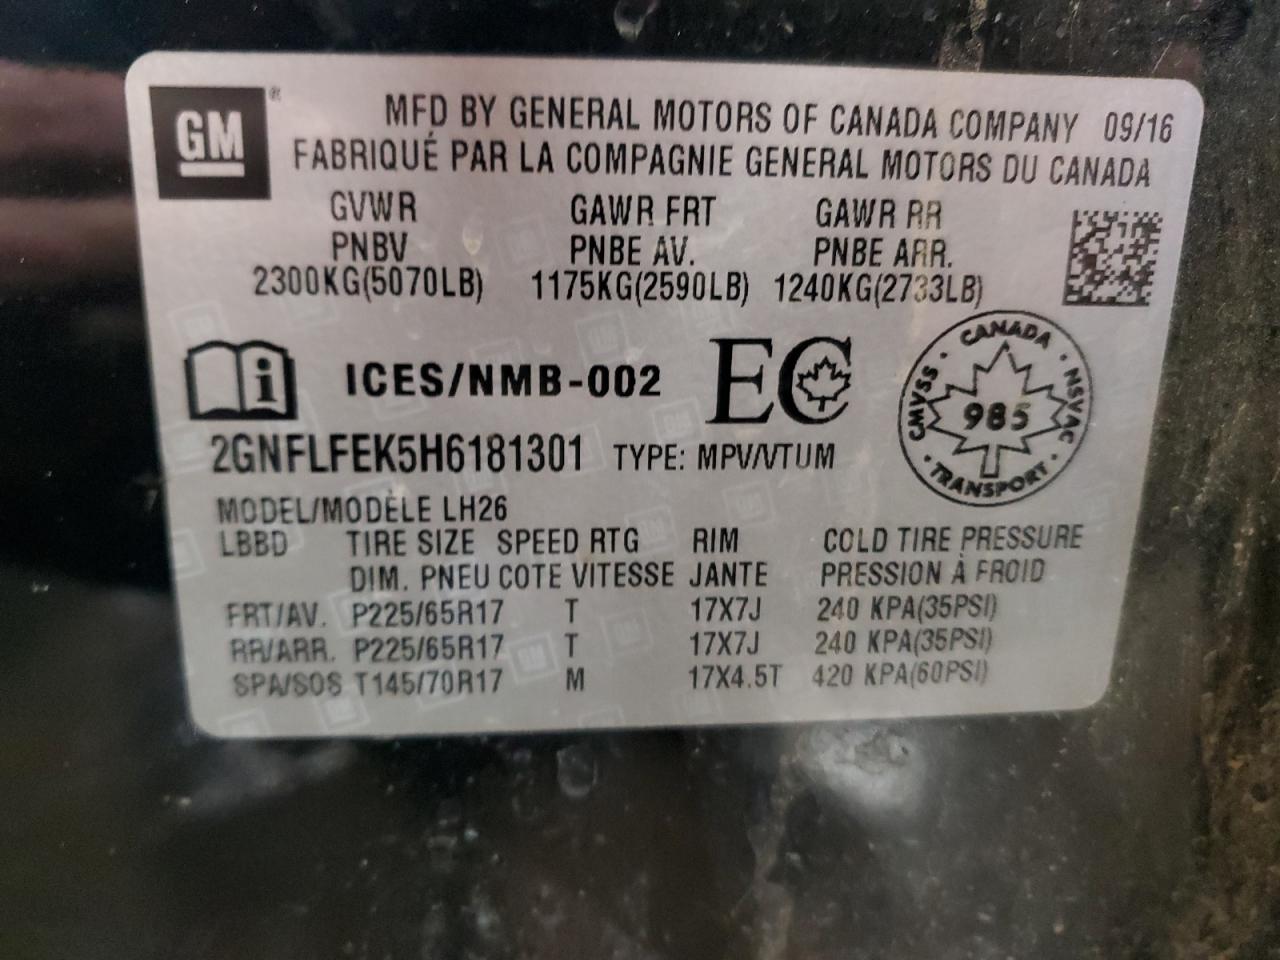 GM ®
MFD BY GENERAL MOTORS OF CANADA COMPANY 09/16
FABRIQUÉ PAR LA COMPAGNIE GENERAL MOTORS DU CANADA
GVWR GAWR FRT GAWR RR
PNBV PNBE AV. PNBE ARR.
2300KG(5070LB) 1175KG(2590LB) 1240KG(2733LB)
i ICES/NMB-002 EC
CANADA
CMVSS · NSVAC
985
· TRANSPORT ·
2GNFLFEK5H6181301 TYPE: MPV/VTUM
MODEL/MODÈLE LH26
LBBD TIRE SIZE SPEED RTG RIM COLD TIRE PRESSURE
DIM. PNEU COTE VITESSE JANTE PRESSION À FROID
FRT/AV. P225/65R17 T 17X7J 240 KPA(35PSI)
RR/ARR. P225/65R17 T 17X7J 240 KPA(35PSI)
SPA/SOS T145/70R17 M 17X4.5T 420 KPA(60PSI)